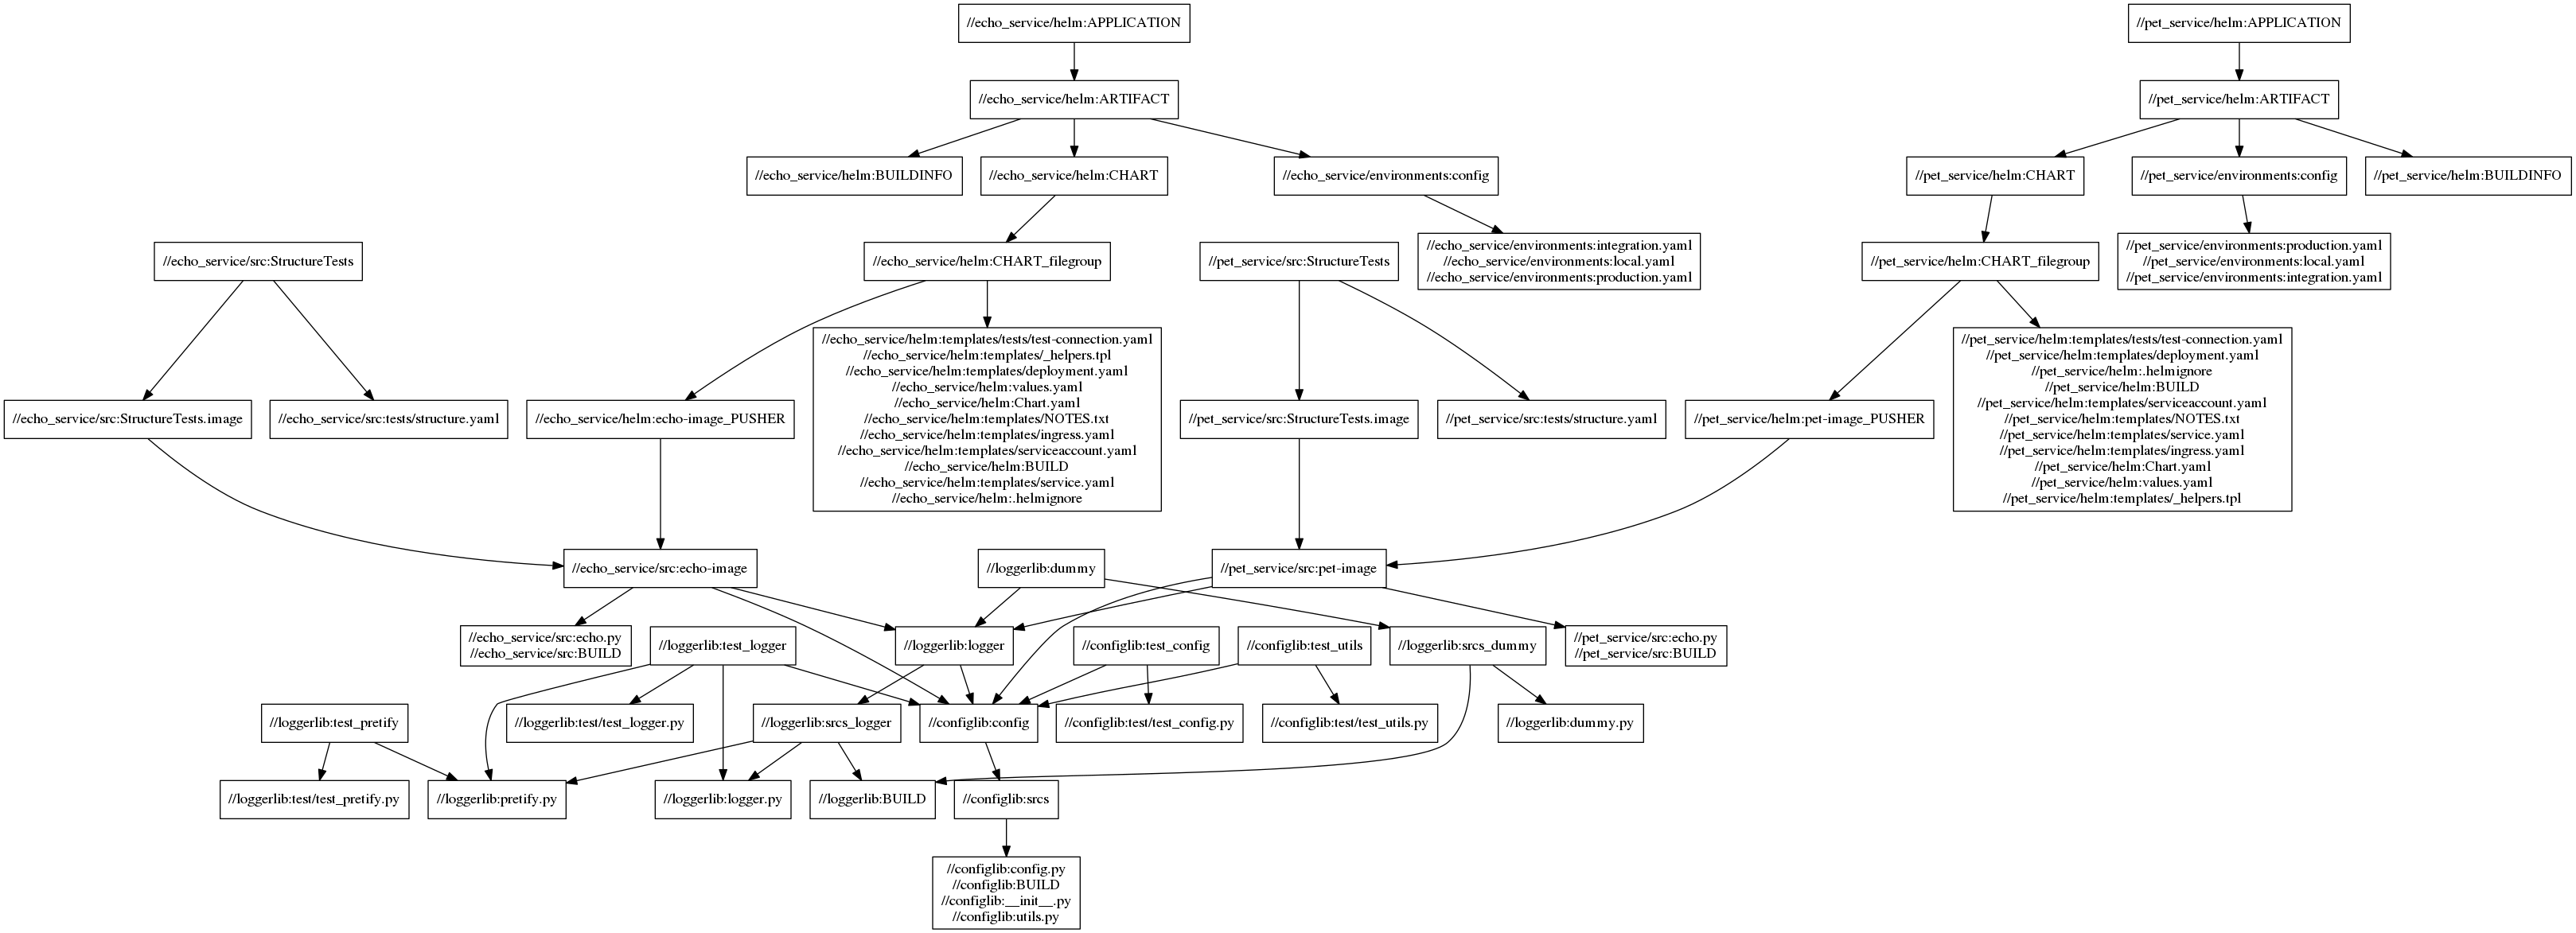 //echo_service/helm:APPLICATION
//pet_service/helm:APPLICATION
//echo_service/helm:ARTIFACT
//pet_service/helm:ARTIFACT
//echo_service/helm:BUILDINFO
//echo_service/helm:CHART
//echo_service/environments:config
//pet_service/helm:CHART
//pet_service/environments:config
//pet_service/helm:BUILDINFO
//echo_service/src:StructureTests
//echo_service/helm:CHART_filegroup
//pet_service/src:StructureTests
//echo_service/environments:integration.yaml
//echo_service/environments:local.yaml
//echo_service/environments:production.yaml
//pet_service/helm:CHART_filegroup
//pet_service/environments:production.yaml
//pet_service/environments:local.yaml
//pet_service/environments:integration.yaml
//echo_service/src:StructureTests.image
//echo_service/src:tests/structure.yaml
//echo_service/helm:echo-image_PUSHER
//echo_service/helm:templates/tests/test-connection.yaml
//echo_service/helm:templates/_helpers.tpl
//echo_service/helm:templates/deployment.yaml
//echo_service/helm:values.yaml
//echo_service/helm:Chart.yaml
//echo_service/helm:templates/NOTES.txt
//echo_service/helm:templates/ingress.yaml
//echo_service/helm:templates/serviceaccount.yaml
//echo_service/helm:BUILD
//echo_service/helm:templates/service.yaml
//echo_service/helm:.helmignore
//pet_service/src:StructureTests.image
//pet_service/src:tests/structure.yaml
//pet_service/helm:pet-image_PUSHER
//pet_service/helm:templates/tests/test-connection.yaml
//pet_service/helm:templates/deployment.yaml
//pet_service/helm:.helmignore
//pet_service/helm:BUILD
//pet_service/helm:templates/serviceaccount.yaml
//pet_service/helm:templates/NOTES.txt
//pet_service/helm:templates/service.yaml
//pet_service/helm:templates/ingress.yaml
//pet_service/helm:Chart.yaml
//pet_service/helm:values.yaml
//pet_service/helm:templates/_helpers.tpl
//echo_service/src:echo-image
//loggerlib:dummy
//pet_service/src:pet-image
//echo_service/src:echo.py
//echo_service/src:BUILD
//loggerlib:test_logger
//loggerlib:logger
//configlib:test_config
//configlib:test_utils
//loggerlib:srcs_dummy
//pet_service/src:echo.py
//pet_service/src:BUILD
//loggerlib:test_pretify
//loggerlib:test/test_logger.py
//loggerlib:srcs_logger
//configlib:config
//configlib:test/test_config.py
//configlib:test/test_utils.py
//loggerlib:dummy.py
//loggerlib:test/test_pretify.py
//loggerlib:pretify.py
//loggerlib:logger.py
//loggerlib:BUILD
//configlib:srcs
//configlib:config.py
//configlib:BUILD
//configlib:__init__.py
//configlib:utils.py